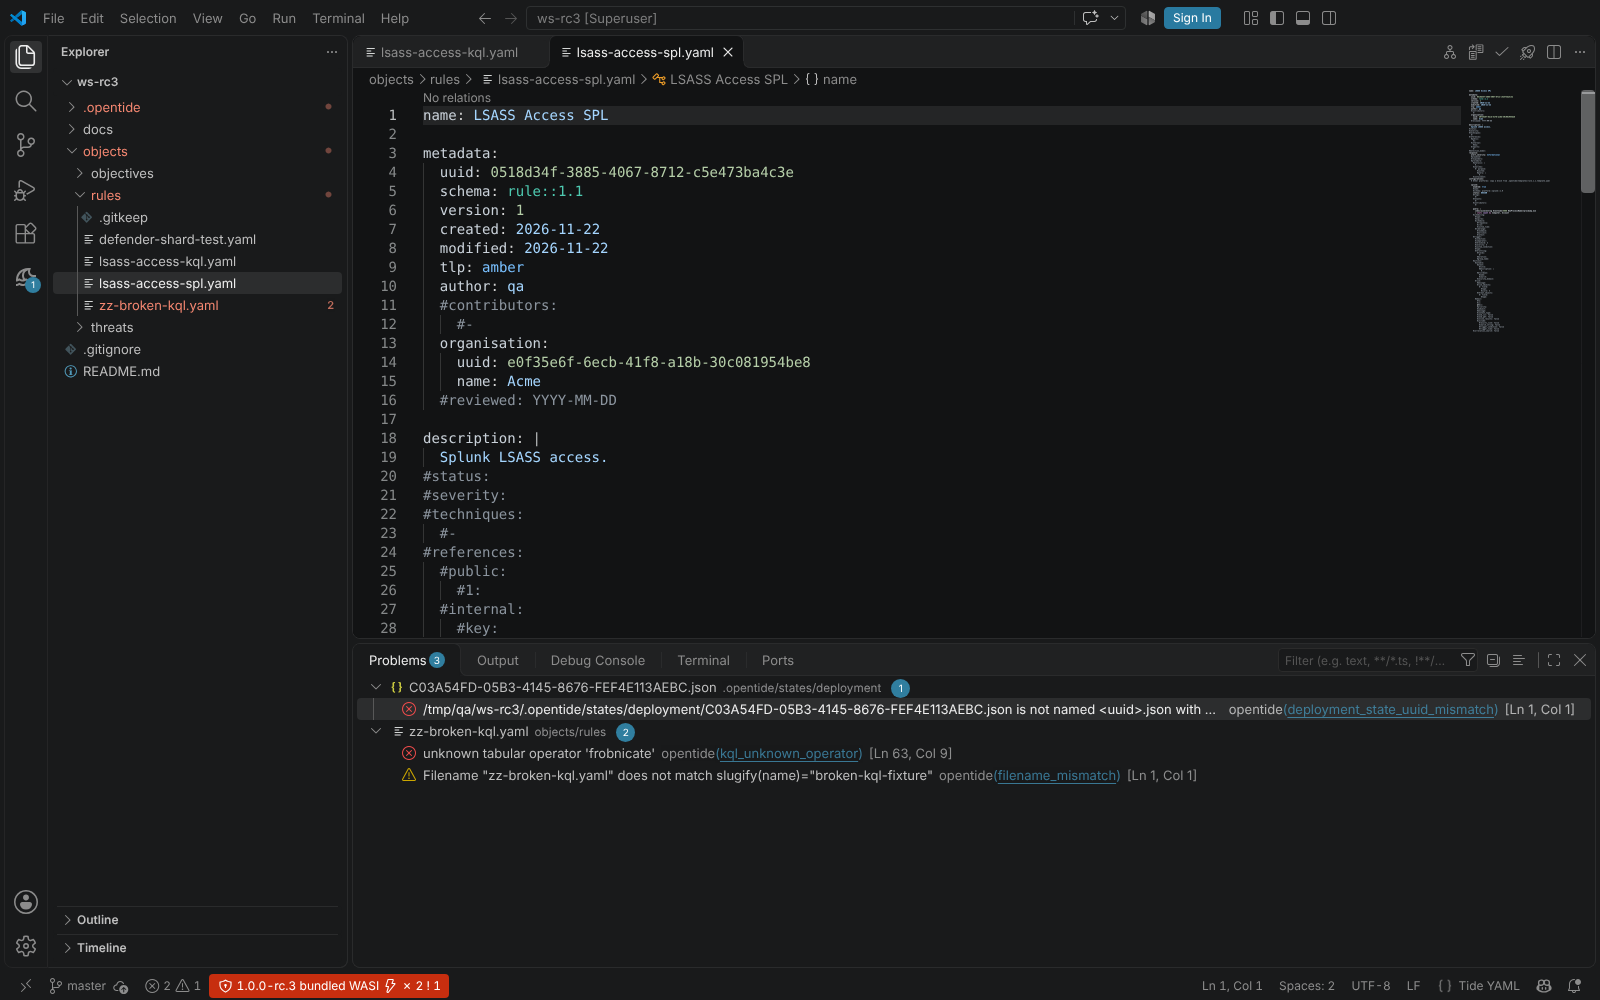 File Edit Selection View Go Run Terminal Help
ws-rc3 [Superuser]
Sign In
Explorer
ws-rc3
.opentide
docs
objects
objectives
rules
.gitkeep
defender-shard-test.yaml
lsass-access-kql.yaml
lsass-access-spl.yaml
zz-broken-kql.yaml 2
threats
.gitignore
README.md
1
Outline
Timeline
lsass-access-kql.yaml
lsass-access-spl.yaml
objects > rules > lsass-access-spl.yaml > LSASS Access SPL > { } name
No relations
1 name: LSASS Access SPL
2
3 metadata:
4 uuid: 0518d34f-3885-4067-8712-c5e473ba4c3e
5 schema: rule::1.1
6 version: 1
7 created: 2026-11-22
8 modified: 2026-11-22
9 tlp: amber
10 author: qa
11 #contributors:
12 #-
13 organisation:
14 uuid: e0f35e6f-6ecb-41f8-a18b-30c081954be8
15 name: Acme
16 #reviewed: YYYY-MM-DD
17
18 description: |
19 Splunk LSASS access.
20 #status:
21 #severity:
22 #techniques:
23 #-
24 #references:
25 #public:
26 #1:
27 #internal:
28 #key:
Problems 3 Output Debug Console Terminal Ports
Filter (e.g. text, **/*.ts, !**/...
{} C03A54FD-05B3-4145-8676-FEF4E113AEBC.json .opentide/states/deployment 1
/tmp/qa/ws-rc3/.opentide/states/deployment/C03A54FD-05B3-4145-8676-FEF4E113AEBC.json is not named <uuid>.json with ... opentide(deployment_state_uuid_mismatch) [Ln 1, Col 1]
zz-broken-kql.yaml objects/rules 2
unknown tabular operator 'frobnicate' opentide(kql_unknown_operator) [Ln 63, Col 9]
Filename "zz-broken-kql.yaml" does not match slugify(name)="broken-kql-fixture" opentide(filename_mismatch) [Ln 1, Col 1]
master 2 1 1.0.0-rc.3 bundled WASI × 2 ! 1
Ln 1, Col 1 Spaces: 2 UTF-8 LF { } Tide YAML